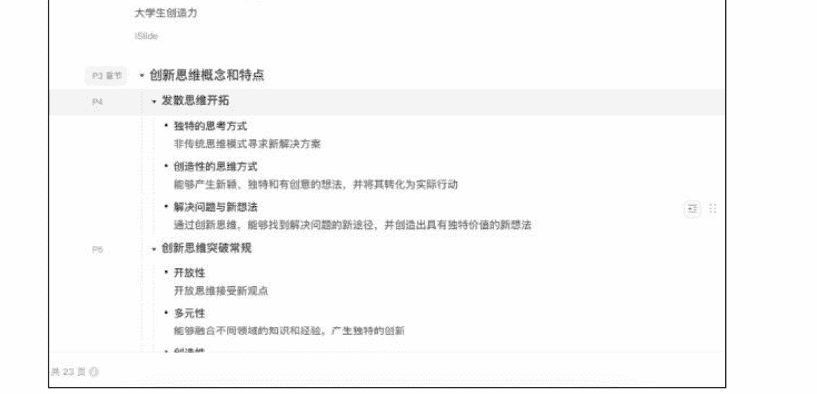 大学生创造力
iSlide
P3 章节 创新思维概念和特点
P4 发散思维开拓
• 独特的思考方式
非传统思维模式寻求新解决方案
• 创造性的思维方式
能够产生新颖、独特和有创意的想法，并将其转化为实际行动
• 解决问题与新想法
通过创新思维，能够找到解决问题的新途径，并创造出具有独特价值的新想法
P5 创新思维突破常规
• 开放性
开放思维接受新观点
• 多元性
能够融合不同领域的知识和经验，产生独特的创新
• 创造性
共 23 页